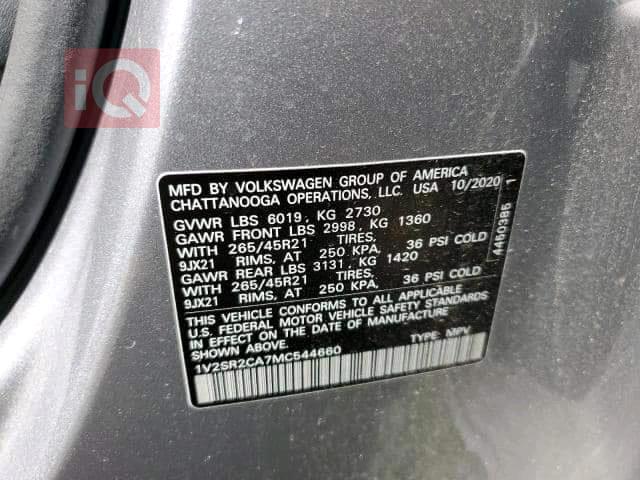 iQ
MFD BY VOLKSWAGEN GROUP OF AMERICA
CHATTANOOGA OPERATIONS, LLC. USA 10/2020
GVWR LBS 6019, KG 2730
GAWR FRONT LBS 2998, KG 1360
WITH 265/45R21 TIRES,
9JX21 RIMS, AT 250 KPA, 36 PSI COLD
GAWR REAR LBS 3131, KG 1420
WITH 265/45R21 TIRES,
9JX21 RIMS, AT 250 KPA, 36 PSI COLD
THIS VEHICLE CONFORMS TO ALL APPLICABLE
U.S. FEDERAL MOTOR VEHICLE SAFETY STANDARDS
IN EFFECT ON THE DATE OF MANUFACTURE
SHOWN ABOVE.
1V2SR2CA7MC544660 TYPE: MPV
4450385 1